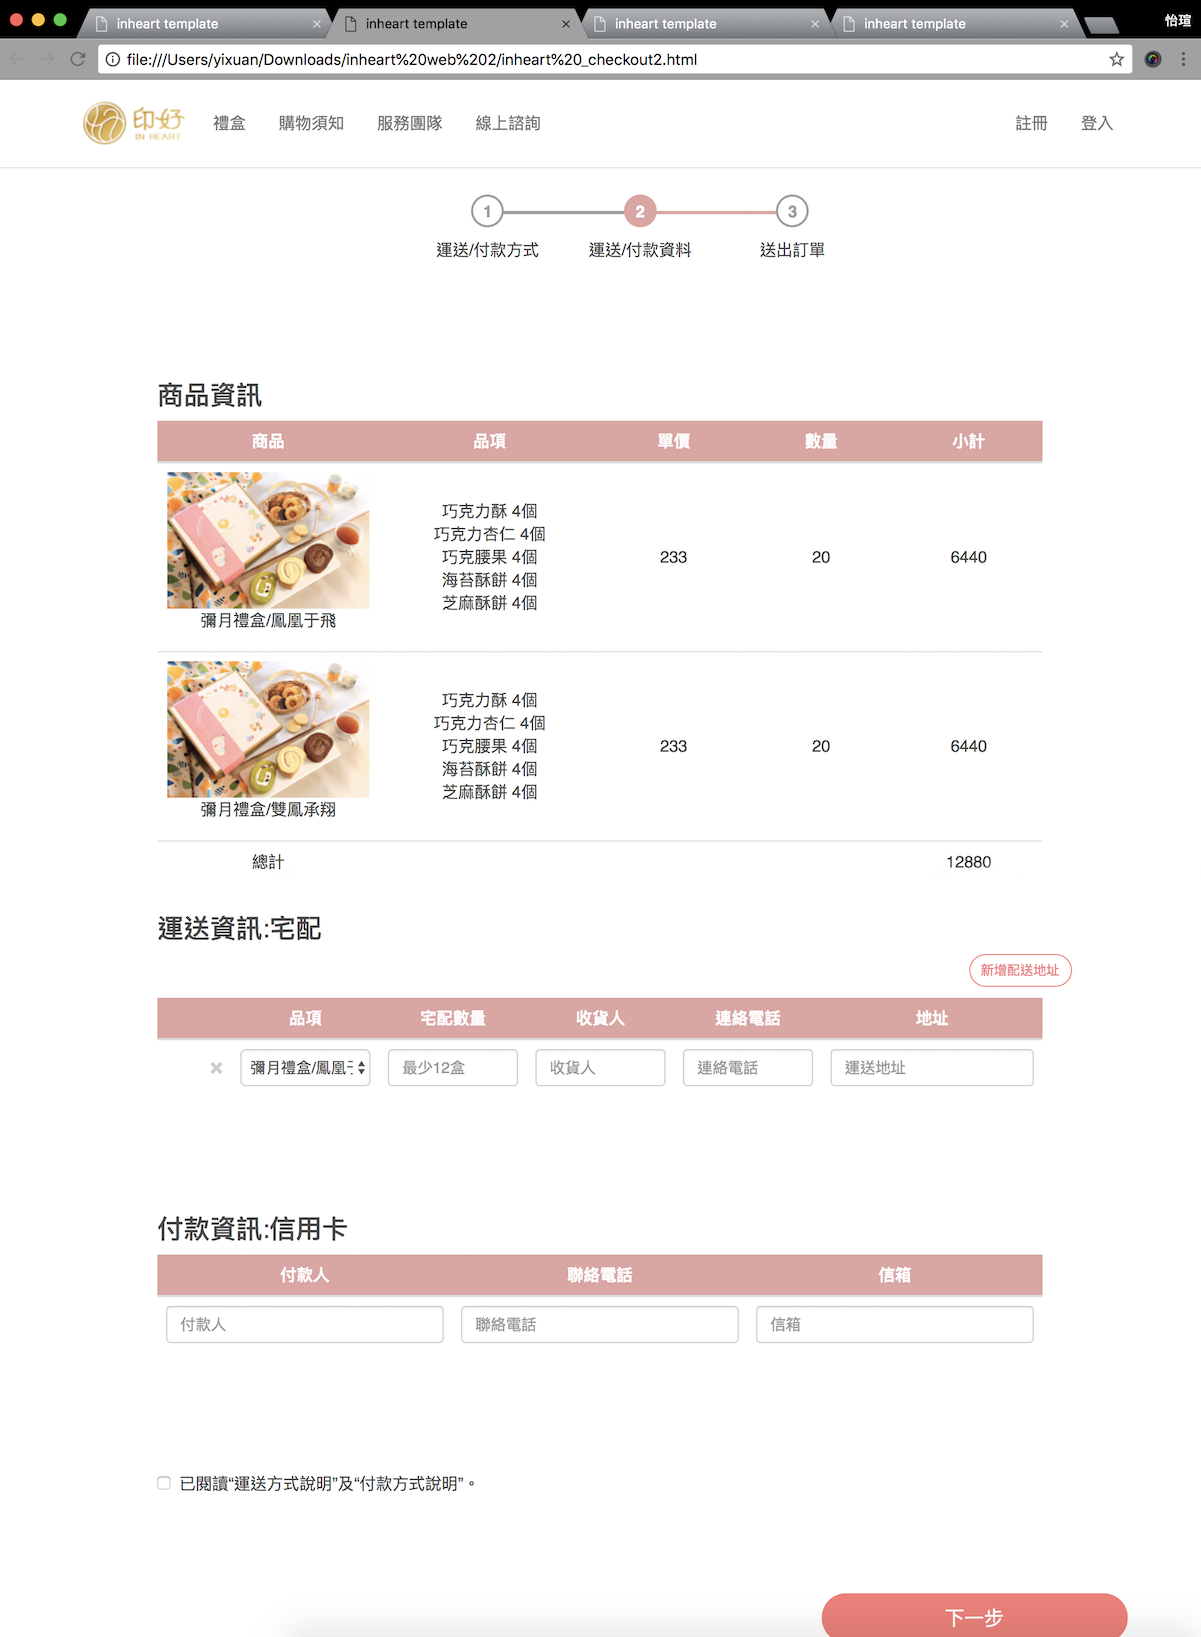 inheart template
inheart template
inheart template
inheart template
怡瑄
file:///Users/yixuan/Downloads/inheart%20web%202/inheart%20_checkout2.html
印好
IN HEART
禮盒
購物須知
服務團隊
線上諮詢
註冊
登入
1
2
3
運送/付款方式
運送/付款資料
送出訂單
商品資訊
商品 品項 單價 數量 小計
巧克力酥 4個
巧克力杏仁 4個
巧克腰果 4個
海苔酥餅 4個
芝麻酥餅 4個
233 20 6440
彌月禮盒/鳳凰于飛
巧克力酥 4個
巧克力杏仁 4個
巧克腰果 4個
海苔酥餅 4個
芝麻酥餅 4個
233 20 6440
彌月禮盒/雙鳳承翔
總計 12880
運送資訊:宅配
新增配送地址
品項 宅配數量 收貨人 連絡電話 地址
彌月禮盒/鳳凰 最少12盒 收貨人 連絡電話 運送地址
付款資訊:信用卡
付款人 聯絡電話 信箱
付款人 聯絡電話 信箱
已閱讀“運送方式說明”及“付款方式說明”。
下一步